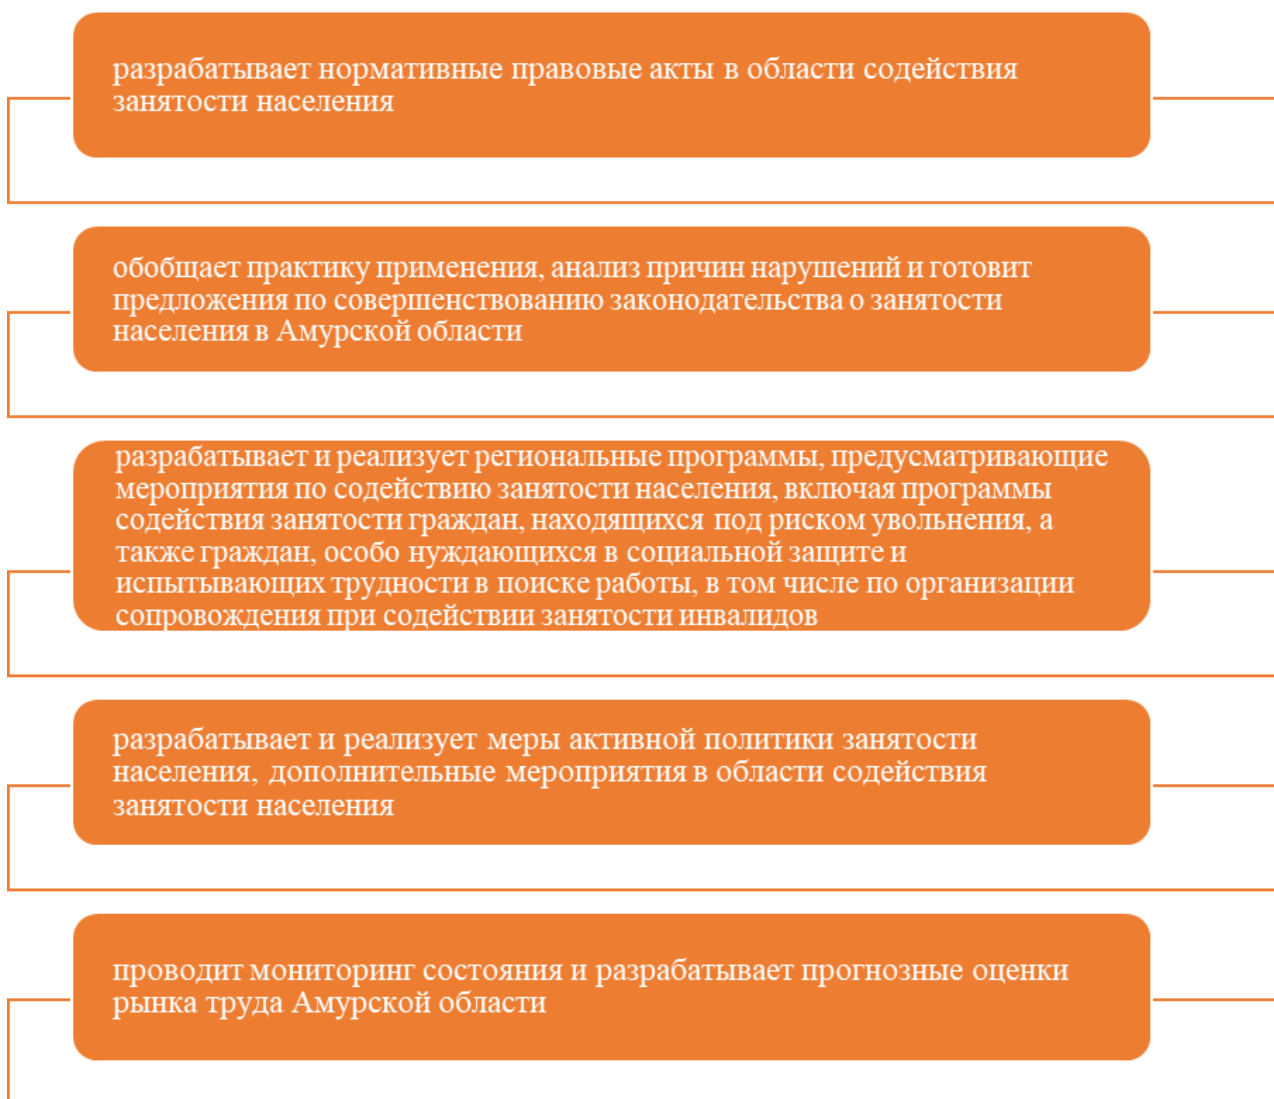 разрабатывает нормативные правовые акты в области содействия
занятости населения
обобщает практику применения, анализ причин нарушений и готовит
предложения по совершенствованию законодательства о занятости
населения в Амурской области
разрабатывает и реализует региональные программы, предусматривающие
мероприятия по содействию занятости населения, включая программы
содействия занятости граждан, находящихся под риском увольнения, а
также граждан, особо нуждающихся в социальной защите и
испытывающих трудности в поиске работы, в том числе по организации
сопровождения при содействии занятости инвалидов
разрабатывает и реализует меры активной политики занятости
населения, дополнительные мероприятия в области содействия
занятости населения
проводит мониторинг состояния и разрабатывает прогнозные оценки
рынка труда Амурской области